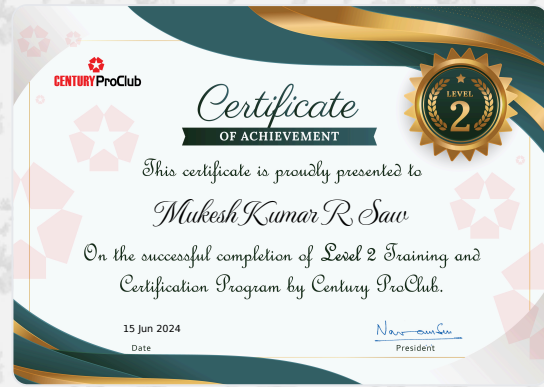 CENTURY ProClub
LEVEL
2
Certificate
OF ACHIEVEMENT
This certificate is proudly presented to
Mukesh Kumar R Saw
On the successful completion of Level 2 Training and
Certification Program by Century ProClub.
15 Jun 2024
Date
President